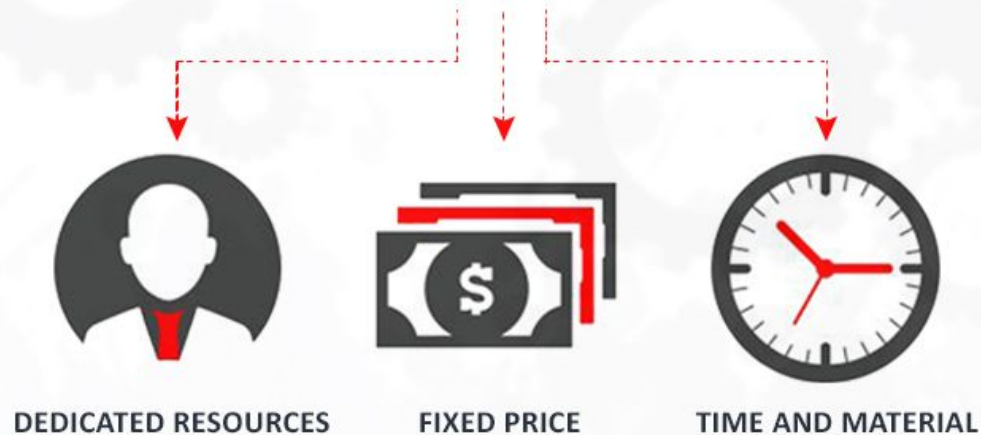 $
DEDICATED RESOURCES
FIXED PRICE
TIME AND MATERIAL